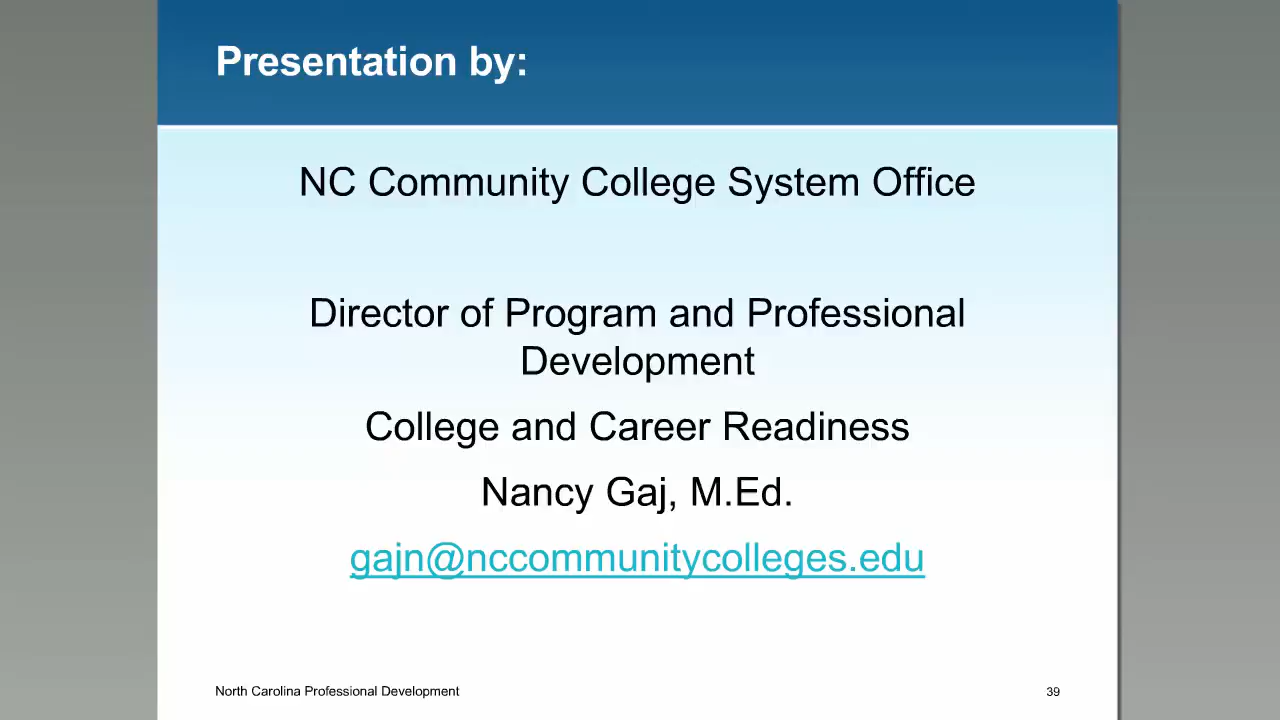 Presentation by:
NC Community College System Office
Director of Program and Professional
Development
College and Career Readiness
Nancy Gaj, M.Ed.
gajn@nccommunitycolleges.edu
North Carolina Professional Development
39